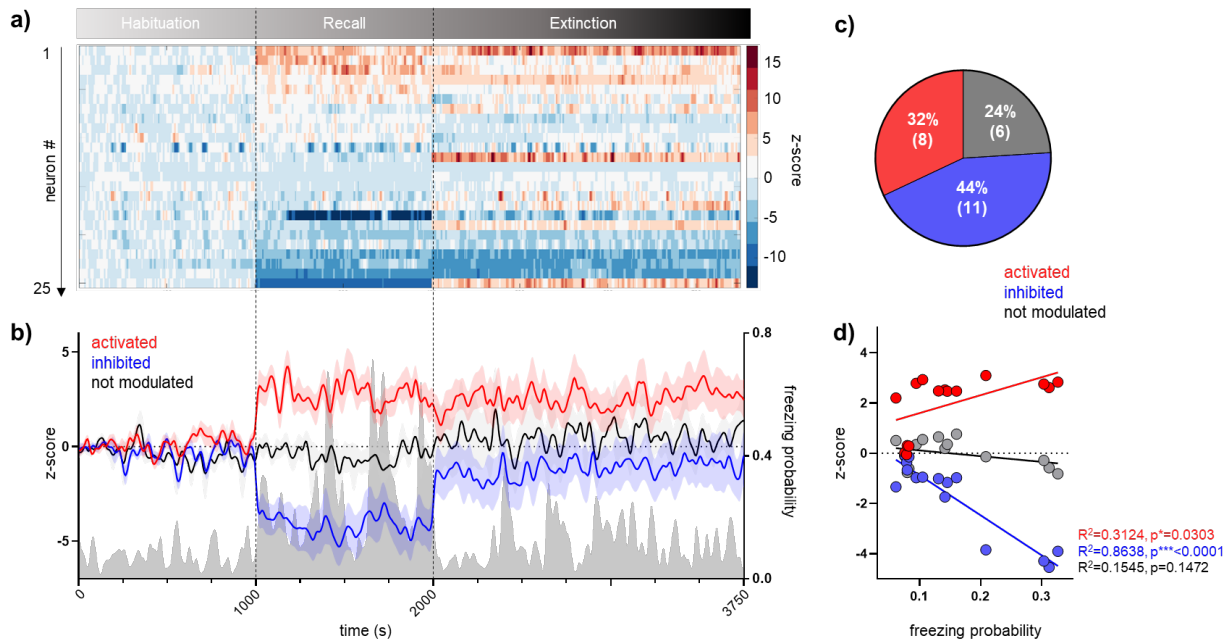 a)
Habituation
Recall
Extinction
1
neuron #
25
15
10
5
0
-5
-10
z-score
c)
32%
(8)
24%
(6)
44%
(11)
activated
inhibited
not modulated
b)
activated
inhibited
not modulated
5
0
-5
z-score
0.8
0.4
0.0
freezing probability
0
1000
2000
3750
time (s)
d)
4
2
0
-2
-4
z-score
0.1
0.2
0.3
freezing probability
R²=0.3124, p*=0.0303
R²=0.8638, p***<0.0001
R²=0.1545, p=0.1472